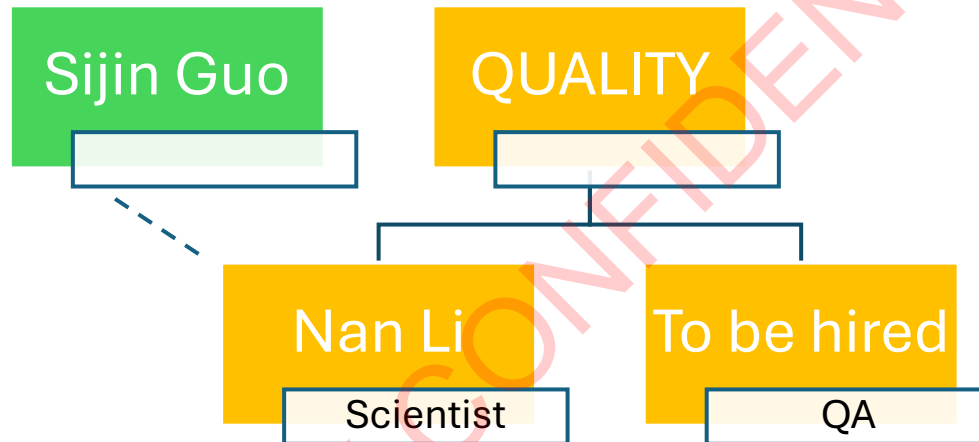 Sijin Guo
QUALITY
Nan Li
To be hired
Scientist
QA